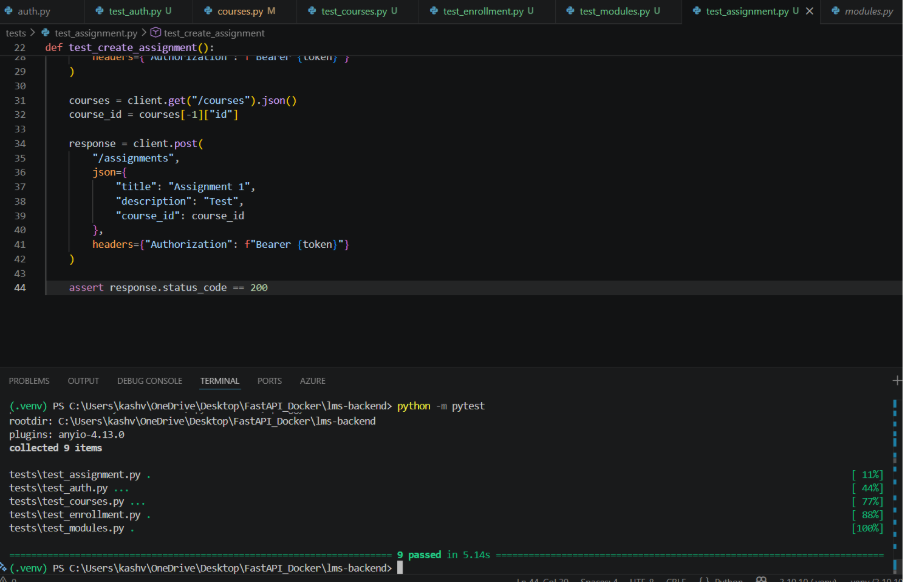 auth.py test_auth.py U courses.py M test_courses.py U test_enrollment.py U test_modules.py U test_assignment.py U modules.py
tests > test_assignment.py > test_create_assignment
22 def test_create_assignment():
28 headers={"Authorization": f"Bearer {token}"}
29 )
30
31 courses = client.get("/courses").json()
32 course_id = courses[-1]["id"]
33
34 response = client.post(
35 "/assignments",
36 json={
37 "title": "Assignment 1",
38 "description": "Test",
39 "course_id": course_id
40 },
41 headers={"Authorization": f"Bearer {token}"}
42 )
43
44 assert response.status_code == 200
PROBLEMS OUTPUT DEBUG CONSOLE TERMINAL PORTS AZURE
(.venv) PS C:\Users\kashv\OneDrive\Desktop\FastAPI_Docker\lms-backend> python -m pytest
rootdir: C:\Users\kashv\OneDrive\Desktop\FastAPI_Docker\lms-backend
plugins: anyio-4.13.0
collected 9 items
tests\test_assignment.py . [ 11%]
tests\test_auth.py ... [ 44%]
tests\test_courses.py ... [ 77%]
tests\test_enrollment.py . [ 88%]
tests\test_modules.py . [100%]
9 passed in 5.14s
(.venv) PS C:\Users\kashv\OneDrive\Desktop\FastAPI_Docker\lms-backend>